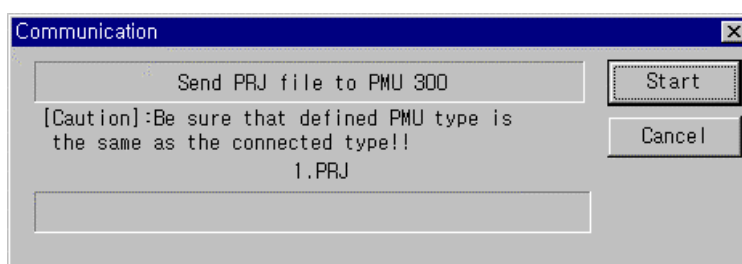 Communication
Send PRJ file to PMU 300
Start
[Caution]:Be sure that defined PMU type is
the same as the connected type!!
Cancel
1.PRJ